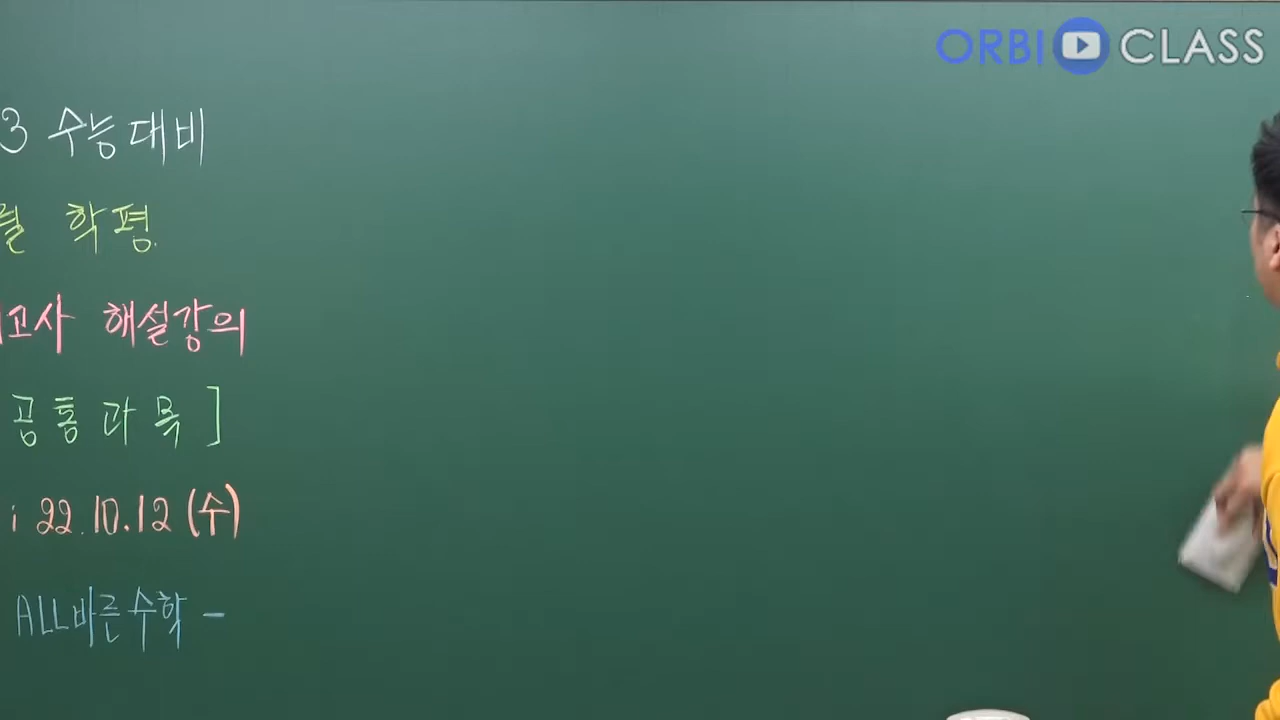 ORBI CLASS
3 수능대비
월 학평
고사 해설강의
공통과목]
: 22.10.12 (수)
ALL바른수학 -